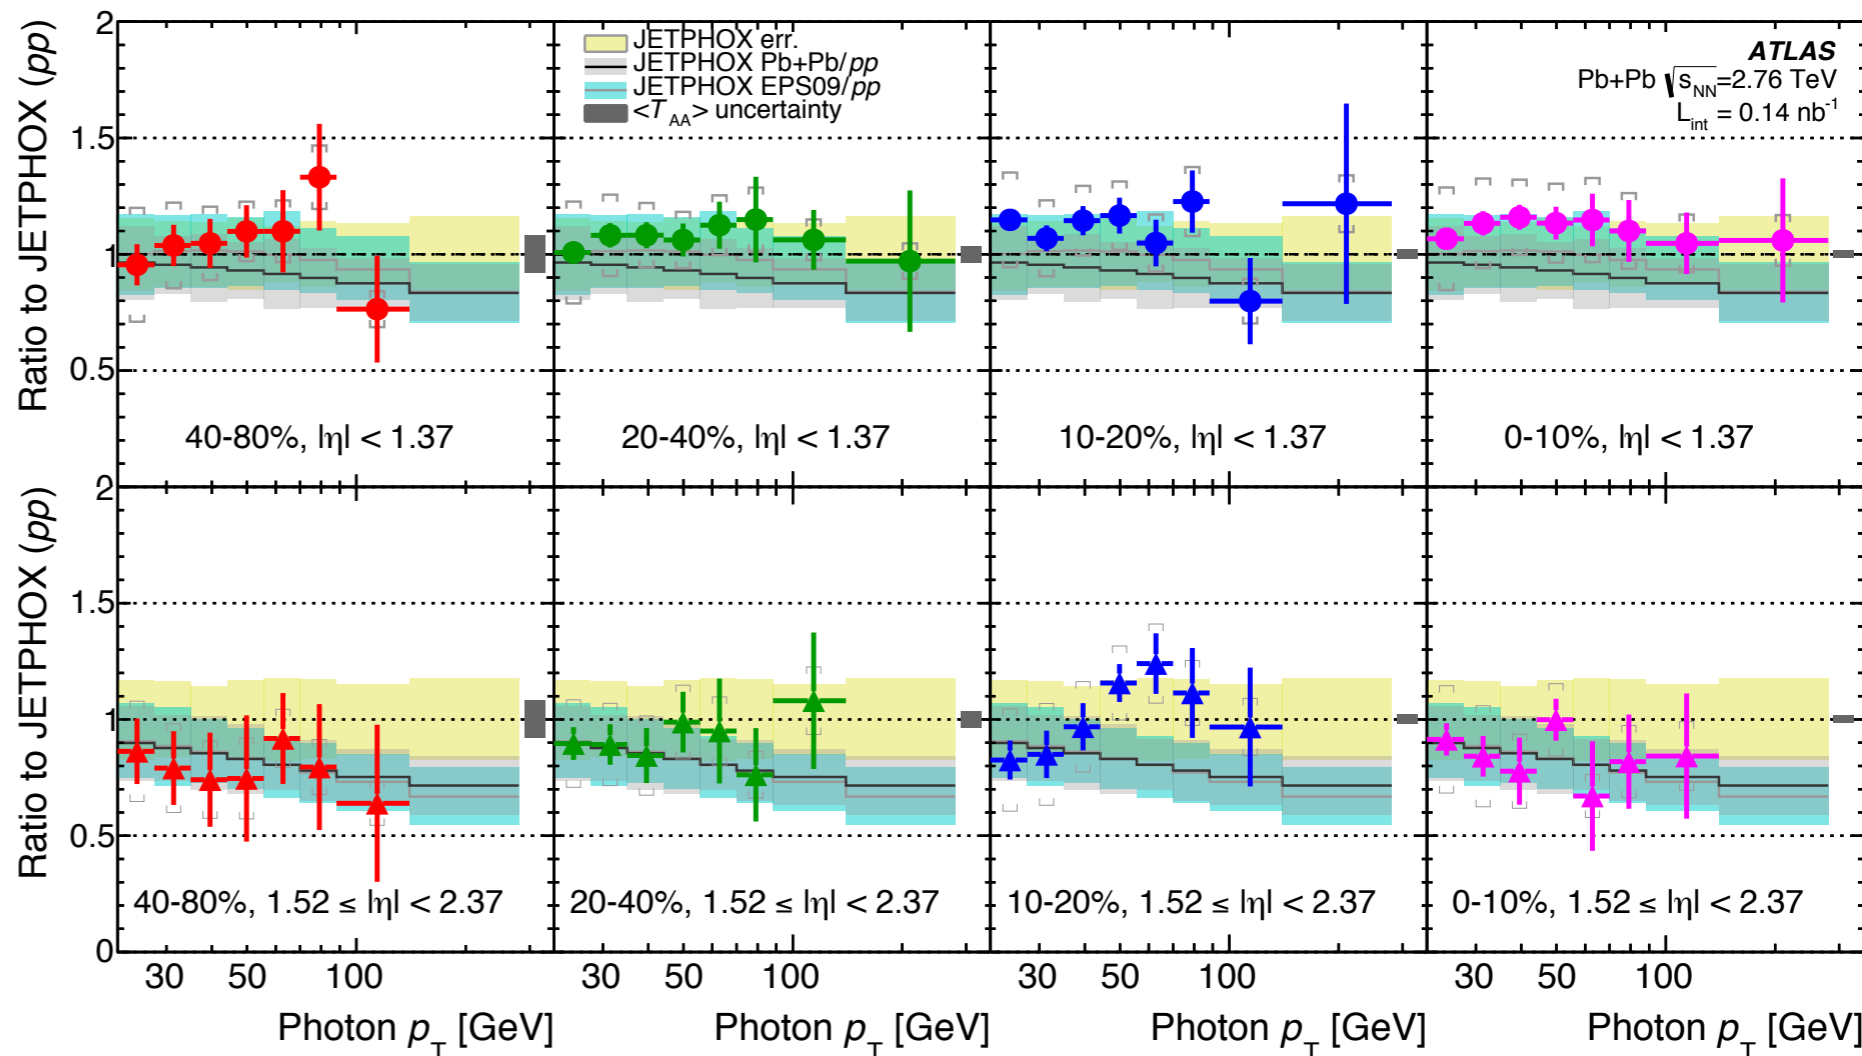 2
1.5
1
0.5
Ratio to JETPHOX (pp)
JETPHOX err.
JETPHOX Pb+Pb/pp
JETPHOX EPS09/pp
<T_AA> uncertainty
ATLAS
Pb+Pb √s_NN=2.76 TeV
L_int = 0.14 nb⁻¹
40-80%, |η| < 1.37
20-40%, |η| < 1.37
10-20%, |η| < 1.37
0-10%, |η| < 1.37
2
1.5
1
0.5
0
Ratio to JETPHOX (pp)
40-80%, 1.52 ≤ |η| < 2.37
20-40%, 1.52 ≤ |η| < 2.37
10-20%, 1.52 ≤ |η| < 2.37
0-10%, 1.52 ≤ |η| < 2.37
30 50 100
30 50 100
30 50 100
30 50 100
Photon p_T [GeV]
Photon p_T [GeV]
Photon p_T [GeV]
Photon p_T [GeV]